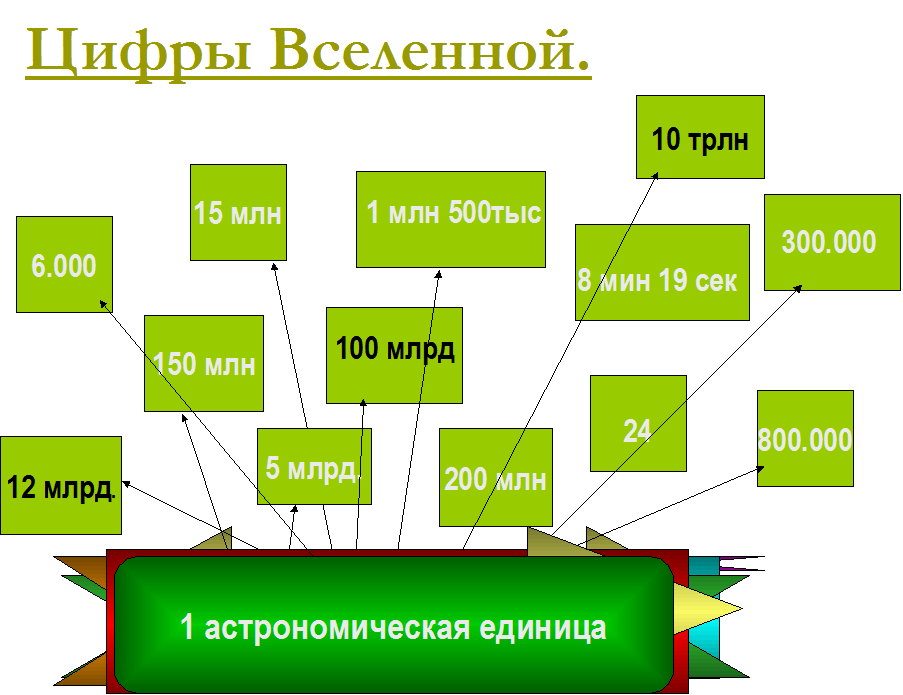 Цифры Вселенной.
10 трлн
15 млн
1 млн 500тыс
300.000
6.000
8 мин 19 сек
150 млн
100 млрд
24
800.000
5 млрд.
200 млн
12 млрд.
1 астрономическая единица